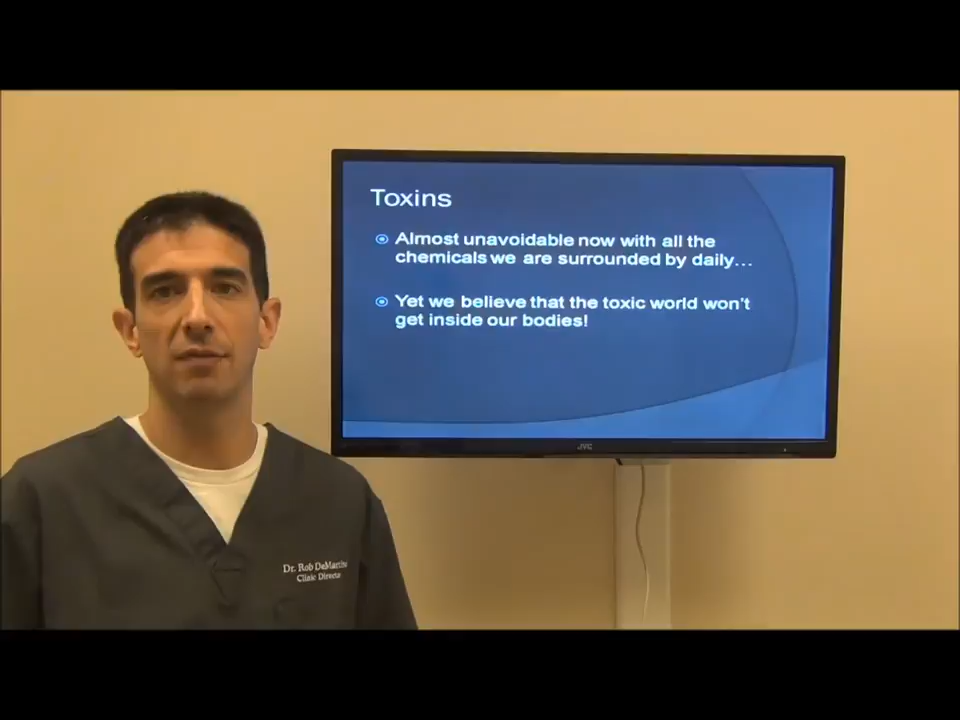 Toxins
Almost unavoidable now with all the
chemicals we are surrounded by daily...
Yet we believe that the toxic world won't
get inside our bodies!
JVC
Dr. Rob
Clinic Director